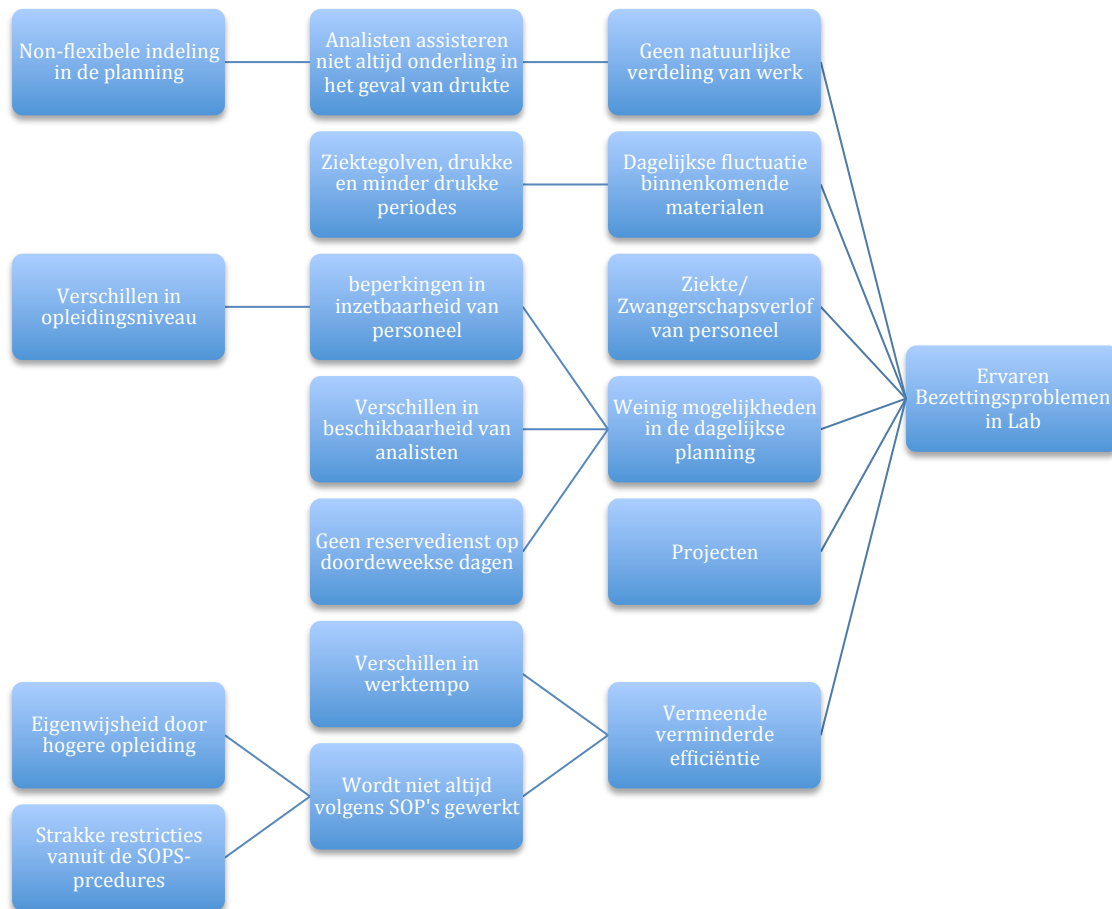 Non-flexibele indeling
in de planning
Analisten assisteren
niet altijd onderling in
het geval van drukte
Geen natuurlijke
verdeling van werk
Ziektegolven, drukke
en minder drukke
periodes
Dagelijkse fluctuatie
binnenkomende
materialen
Verschillen in
opleidingsniveau
beperkingen in
inzetbaarheid van
personeel
Ziekte/
Zwangerschapsverlof
van personeel
Ervaren
Bezettingsproblemen
in Lab
Verschillen in
beschikbaarheid van
analisten
Weinig mogelijkheden
in de dagelijkse
planning
Geen reservedienst op
doordeweekse dagen
Projecten
Verschillen in
werktempo
Eigenwijsheid door
hogere opleiding
Vermeende
verminderde
efficiëntie
Wordt niet altijd
volgens SOP's gewerkt
Strakke restricties
vanuit de SOPS-
prcedures